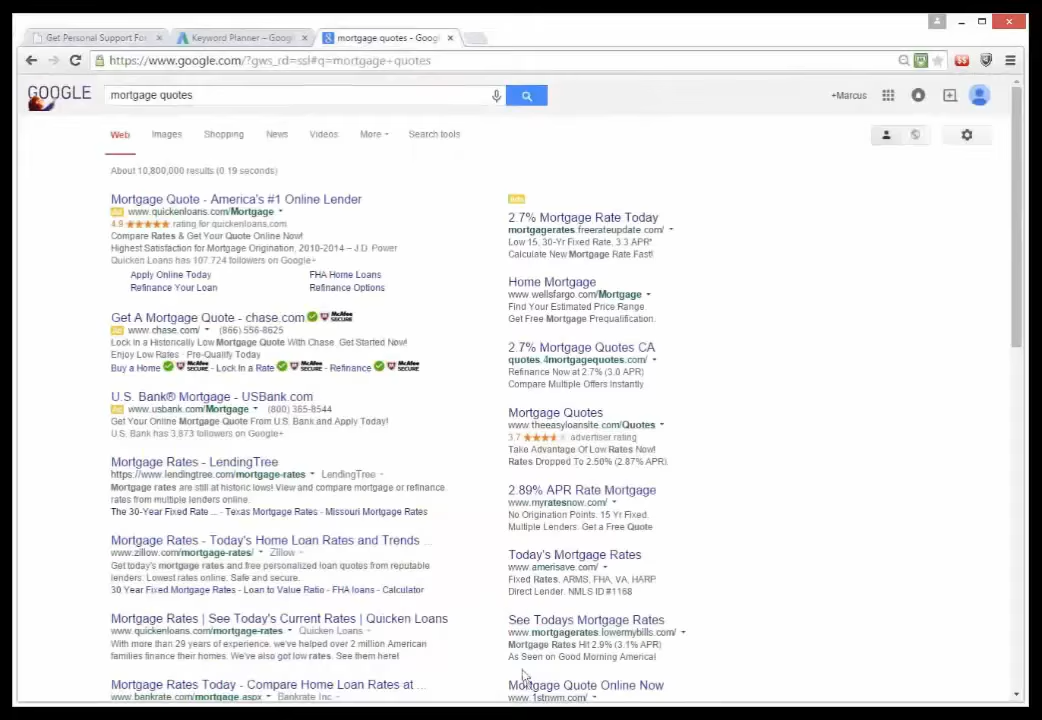 Get Personal Support For
Keyword Planner – Googl
mortgage quotes - Googl
https://www.google.com/?gws_rd=ssl#q=mortgage+quotes
GOOGLE
mortgage quotes
+Marcus
Web
Images
Shopping
News
Videos
More
Search tools
About 10,800,000 results (0.19 seconds)
Mortgage Quote - America's #1 Online Lender
Ad www.quickenloans.com/Mortgage
4.9 ★★★★★ rating for quickenloans.com
Compare Rates & Get Your Quote Online Now!
Highest Satisfaction for Mortgage Origination, 2010-2014 – J.D. Power
Quicken Loans has 107,724 followers on Google+
Apply Online Today
FHA Home Loans
Refinance Your Loan
Refinance Options
Get A Mortgage Quote - chase.com McAfee SECURE
Ad www.chase.com/ (866) 556-8625
Lock In a Historically Low Mortgage Quote With Chase. Get Started Now!
Enjoy Low Rates · Pre-Qualify Today
Buy a Home McAfee SECURE - Lock In a Rate McAfee SECURE - Refinance McAfee SECURE
U.S. Bank® Mortgage - USBank.com
Ad www.usbank.com/Mortgage (800) 365-8544
Get Your Online Mortgage Quote From U.S. Bank and Apply Today!
U.S. Bank has 3,873 followers on Google+
Mortgage Rates - LendingTree
https://www.lendingtree.com/mortgage-rates LendingTree
Mortgage rates are still at historic lows! View and compare mortgage or refinance
rates from multiple lenders online.
The 30-Year Fixed Rate ... - Texas Mortgage Rates - Missouri Mortgage Rates
Mortgage Rates - Today's Home Loan Rates and Trends ...
www.zillow.com/mortgage-rates/ Zillow
Get today's mortgage rates and free personalized loan quotes from reputable
lenders. Lowest rates online. Safe and secure.
30 Year Fixed Mortgage Rates - Loan to Value Ratio - FHA loans - Calculator
Mortgage Rates | See Today's Current Rates | Quicken Loans
www.quickenloans.com/mortgage-rates Quicken Loans
With more than 29 years of experience, we've helped over 2 million American
families finance their homes. We've also got low rates. See them here!
Mortgage Rates Today - Compare Home Loan Rates at ...
www.bankrate.com/mortgage.aspx Bankrate Inc.
Ads
2.7% Mortgage Rate Today
mortgagerates.freerateupdate.com/
Low 15, 30-Yr Fixed Rate, 3.3 APR*
Calculate New Mortgage Rate Fast!
Home Mortgage
www.wellsfargo.com/Mortgage
Find Your Estimated Price Range
Get Free Mortgage Prequalification.
2.7% Mortgage Quotes CA
quotes.4mortgagequotes.com/
Refinance Now at 2.7% (3.0 APR)
Compare Multiple Offers Instantly
Mortgage Quotes
www.theeasyloansite.com/Quotes
3.7 ★★★★ advertiser rating
Take Advantage Of Low Rates Now!
Rates Dropped To 2.50% (2.87% APR).
2.89% APR Rate Mortgage
www.myratesnow.com/
No Origination Points. 15 Yr Fixed.
Multiple Lenders. Get a Free Quote
Today's Mortgage Rates
www.amerisave.com/
Fixed Rates, ARMS, FHA, VA, HARP
Direct Lender. NMLS ID #1168
See Todays Mortgage Rates
www.mortgagerates.lowermybills.com/
Mortgage Rates Hit 2.9% (3.1% APR)
As Seen on Good Morning America!
Mortgage Quote Online Now
www.1stnwm.com/